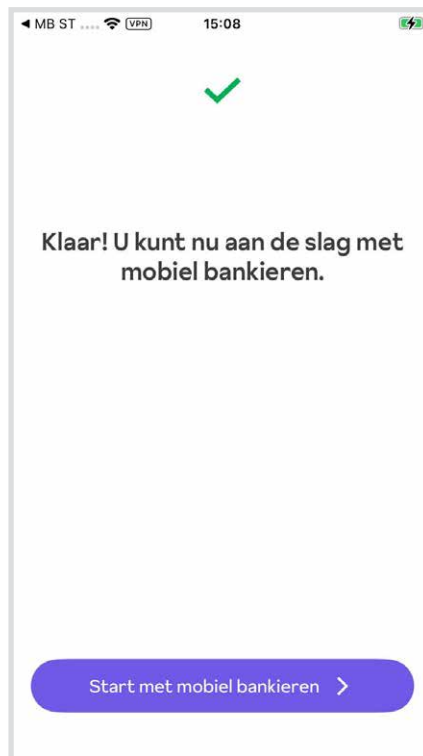 ◀ MB ST .... VPN 15:08
Klaar! U kunt nu aan de slag met
mobiel bankieren.
Start met mobiel bankieren